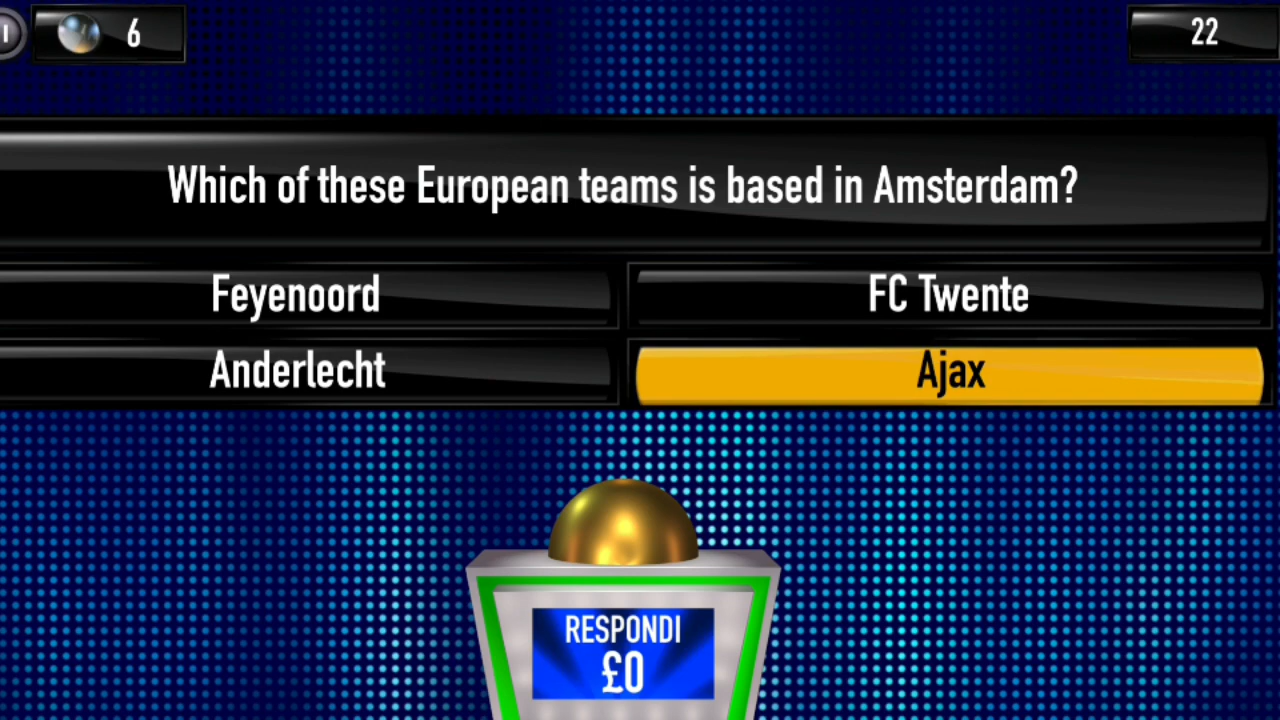 6
22
Which of these European teams is based in Amsterdam?
Feyenoord
FC Twente
Anderlecht
Ajax
RESPONDI
£0